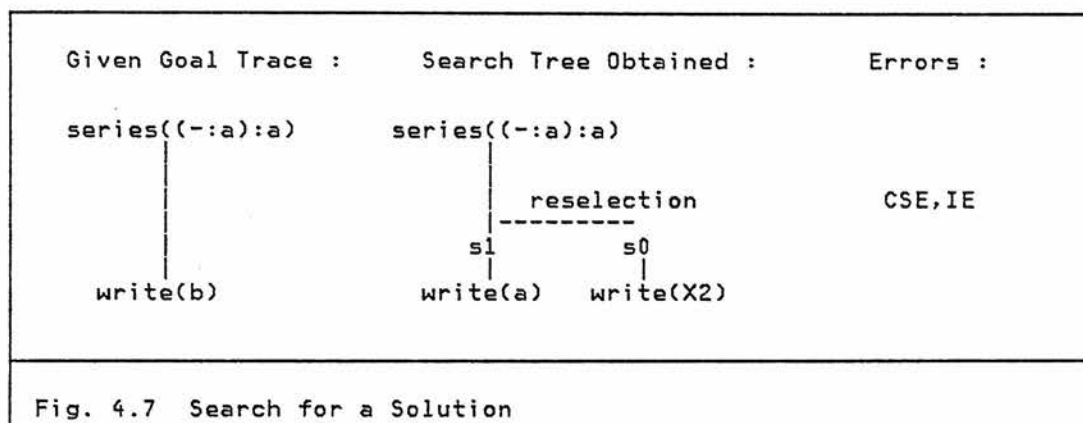 Given Goal Trace : Search Tree Obtained : Errors :
series((-:a):a) series((-:a):a)
reselection CSE,IE
s1 s0
write(b) write(a) write(X2)
Fig. 4.7 Search for a Solution